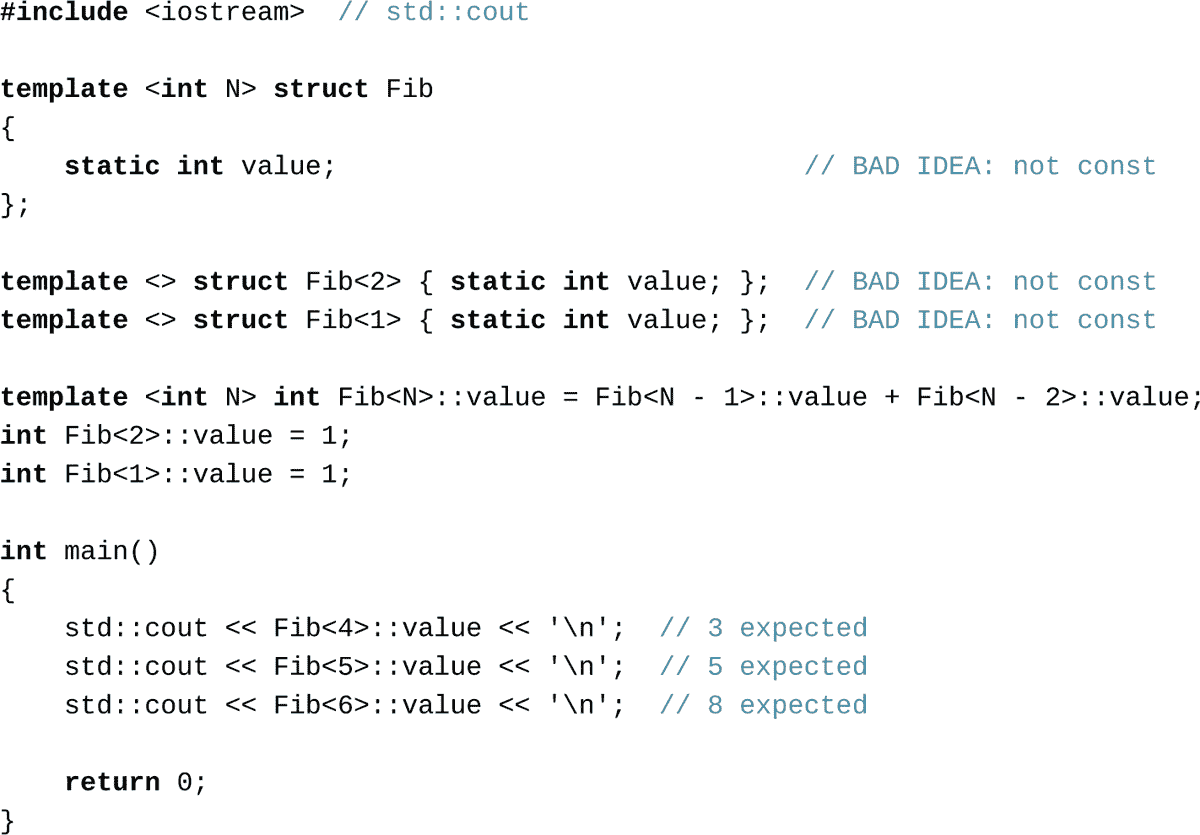 #include <iostream>  // std::cout

template <int N> struct Fib
{
    static int value;                             // BAD IDEA: not const
};

template <> struct Fib<2> { static int value; };  // BAD IDEA: not const
template <> struct Fib<1> { static int value; };  // BAD IDEA: not const

template <int N> int Fib<N>::value = Fib<N - 1>::value + Fib<N - 2>::value;
int Fib<2>::value = 1;
int Fib<1>::value = 1;

int main()
{
    std::cout << Fib<4>::value << '\n';  // 3 expected
    std::cout << Fib<5>::value << '\n';  // 5 expected
    std::cout << Fib<6>::value << '\n';  // 8 expected

    return 0;
}